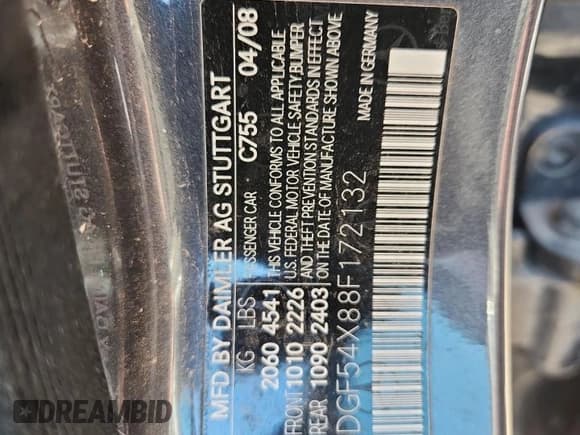 MFD BY DAIMLER AG STUTTGART
C755 04/08
KG LBS
PASSENGER CAR
2060 4541
FRONT 1010 2226
REAR 1090 2403
THIS VEHICLE CONFORMS TO ALL APPLICABLE
U.S. FEDERAL MOTOR VEHICLE SAFETY, BUMPER
AND THEFT PREVENTION STANDARDS IN EFFECT
ON THE DATE OF MANUFACTURE SHOWN ABOVE
DGF54X88F172132
MADE IN GERMANY
DREAMBID